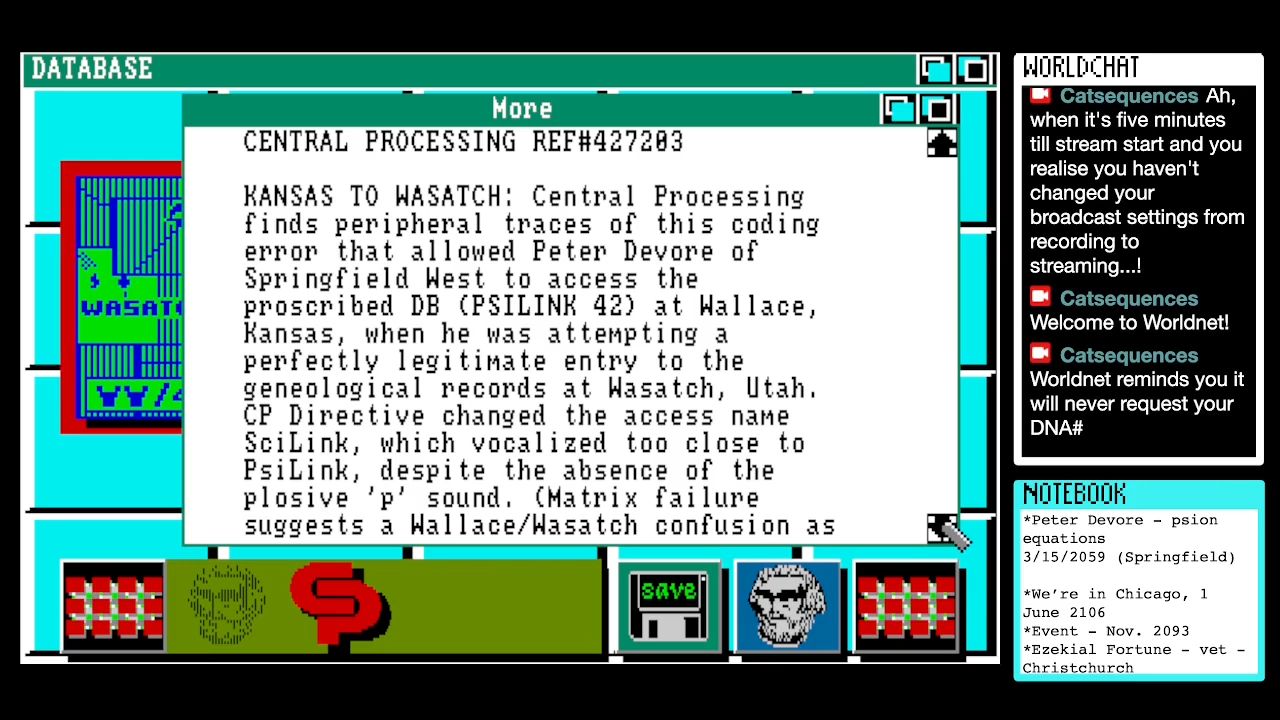 DATABASE
More
CENTRAL PROCESSING REF#427203
KANSAS TO WASATCH: Central Processing
finds peripheral traces of this coding
error that allowed Peter Devore of
Springfield West to access the
proscribed DB (PSILINK 42) at Wallace,
Kansas, when he was attempting a
perfectly legitimate entry to the
geneological records at Wasatch, Utah.
CP Directive changed the access name
SciLink, which vocalized too close to
PsiLink, despite the absence of the
plosive 'p' sound. (Matrix failure
suggests a Wallace/Wasatch confusion as
save
WORLDCHAT
Catsequences Ah,
when it's five minutes
till stream start and you
realise you haven't
changed your
broadcast settings from
recording to
streaming...!
Catsequences
Welcome to Worldnet!
Catsequences
Worldnet reminds you it
will never request your
DNA#
NOTEBOOK
*Peter Devore - psion
equations
3/15/2059 (Springfield)
*We're in Chicago, 1
June 2106
*Event - Nov. 2093
*Ezekial Fortune - vet -
Christchurch